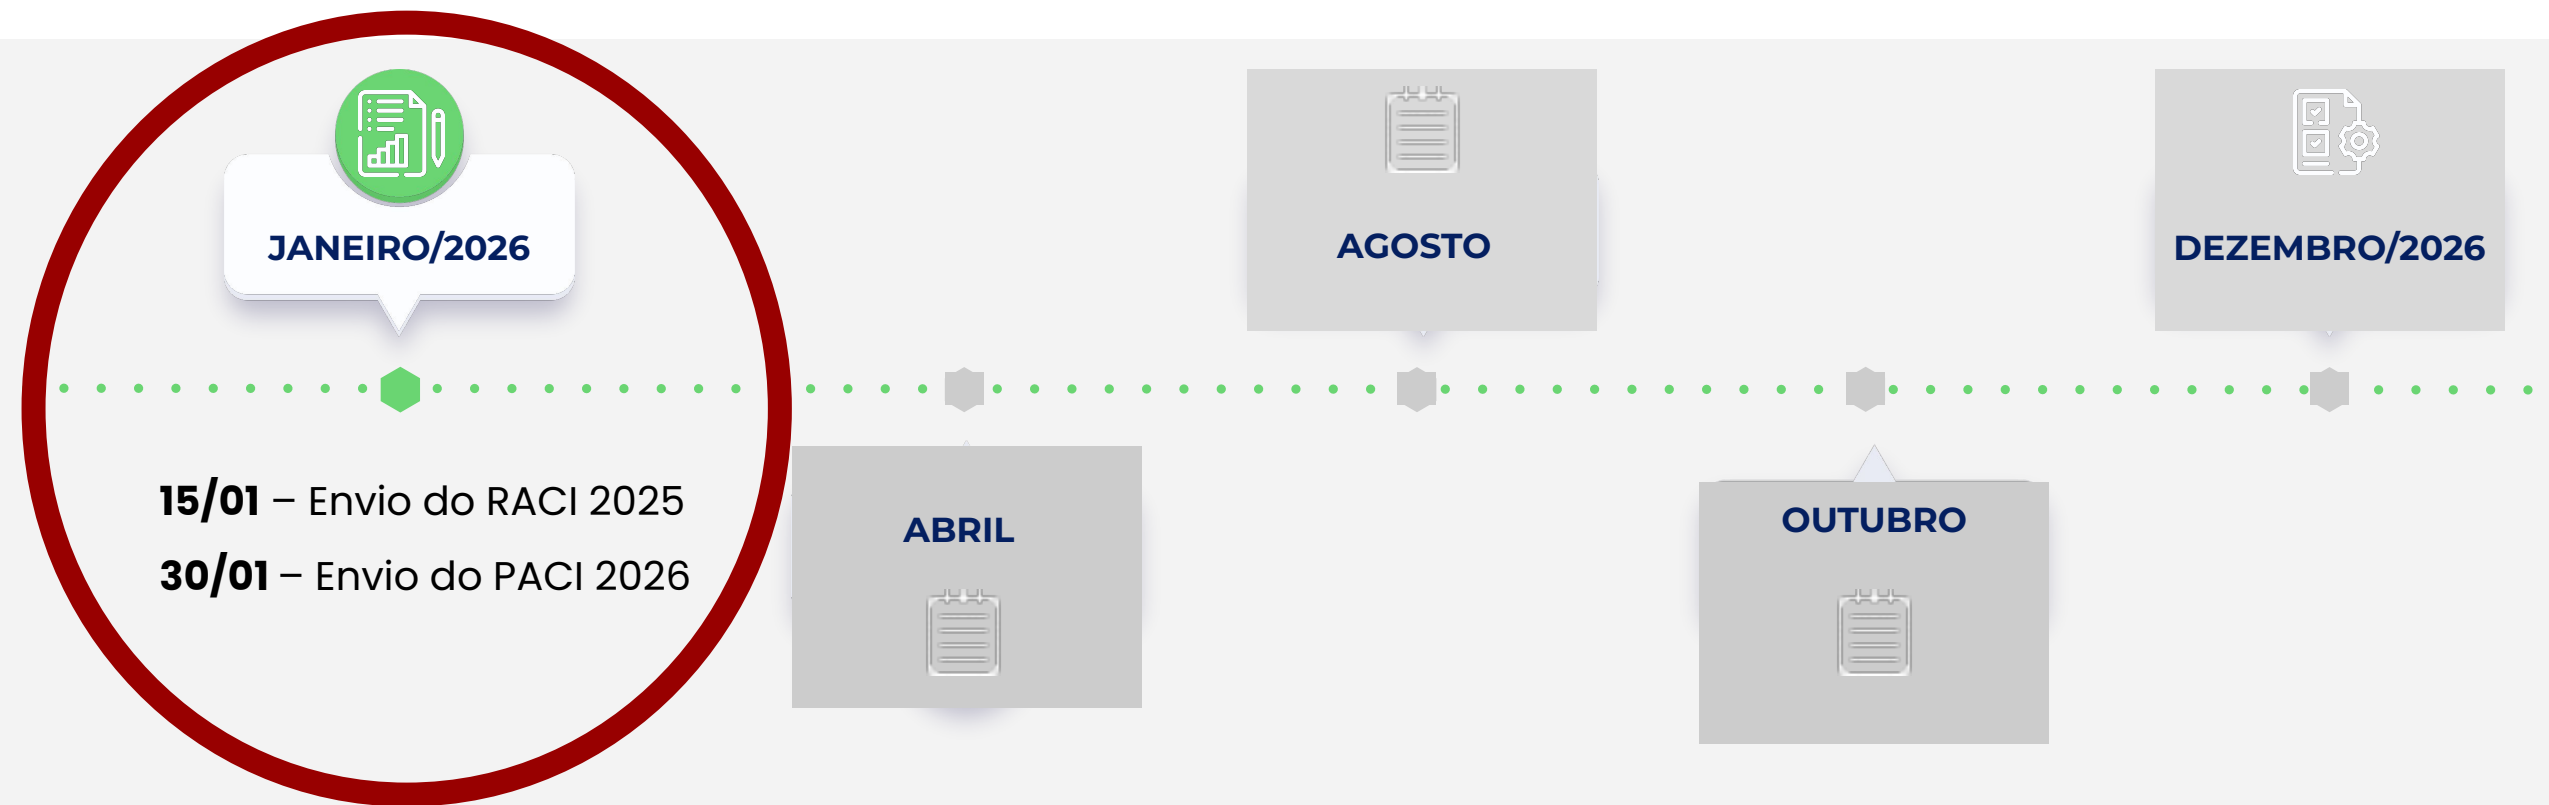 JANEIRO/2026
15/01 – Envio do RACI 2025
30/01 – Envio do PACI 2026
ABRIL
AGOSTO
OUTUBRO
DEZEMBRO/2026